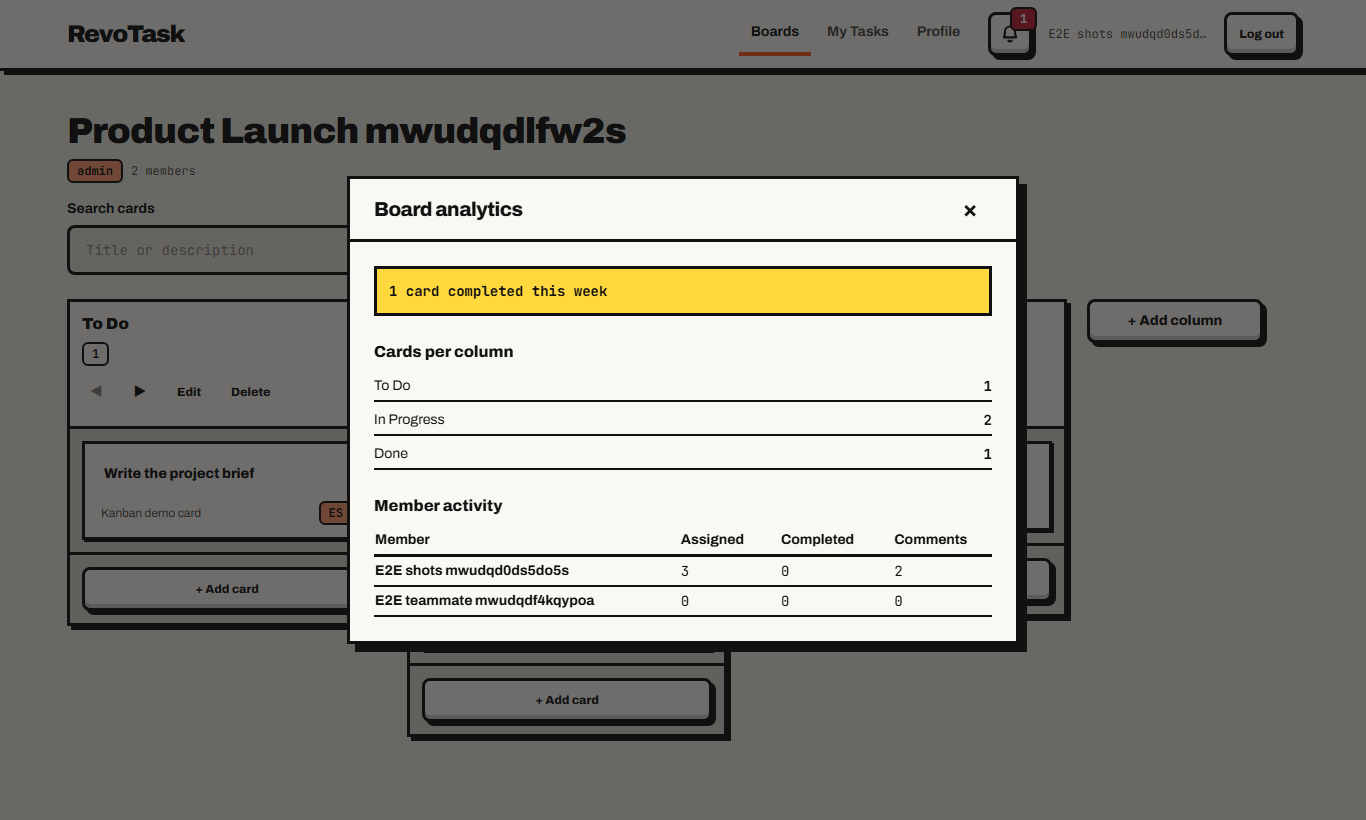 RevoTask
Boards My Tasks Profile 1 E2E shots mwudqd0ds5d… Log out
Product Launch mwudqdlfw2s
admin 2 members
Search cards
Title or description
To Do
1
◀ ▶ Edit Delete
Write the project brief
Kanban demo card ES
+ Add card
Board analytics ×
1 card completed this week
Cards per column
To Do 1
In Progress 2
Done 1
Member activity
Member Assigned Completed Comments
E2E shots mwudqd0ds5do5s 3 0 2
E2E teammate mwudqdf4kqypoa 0 0 0
+ Add card
+ Add column